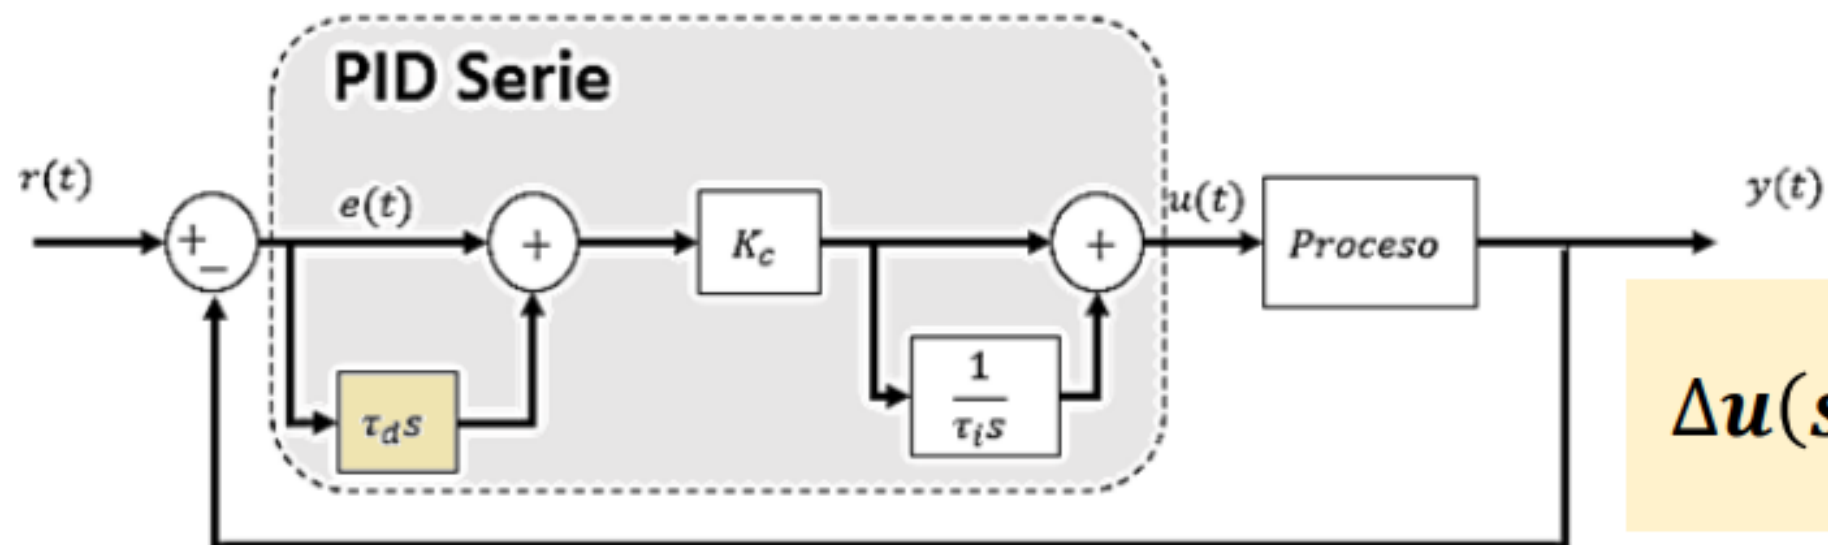 PID Serie
r(t)
e(t)
u(t)
y(t)
+
−
+
K_c
+
Proceso
τ_d s
1
τ_i s
Δu(s